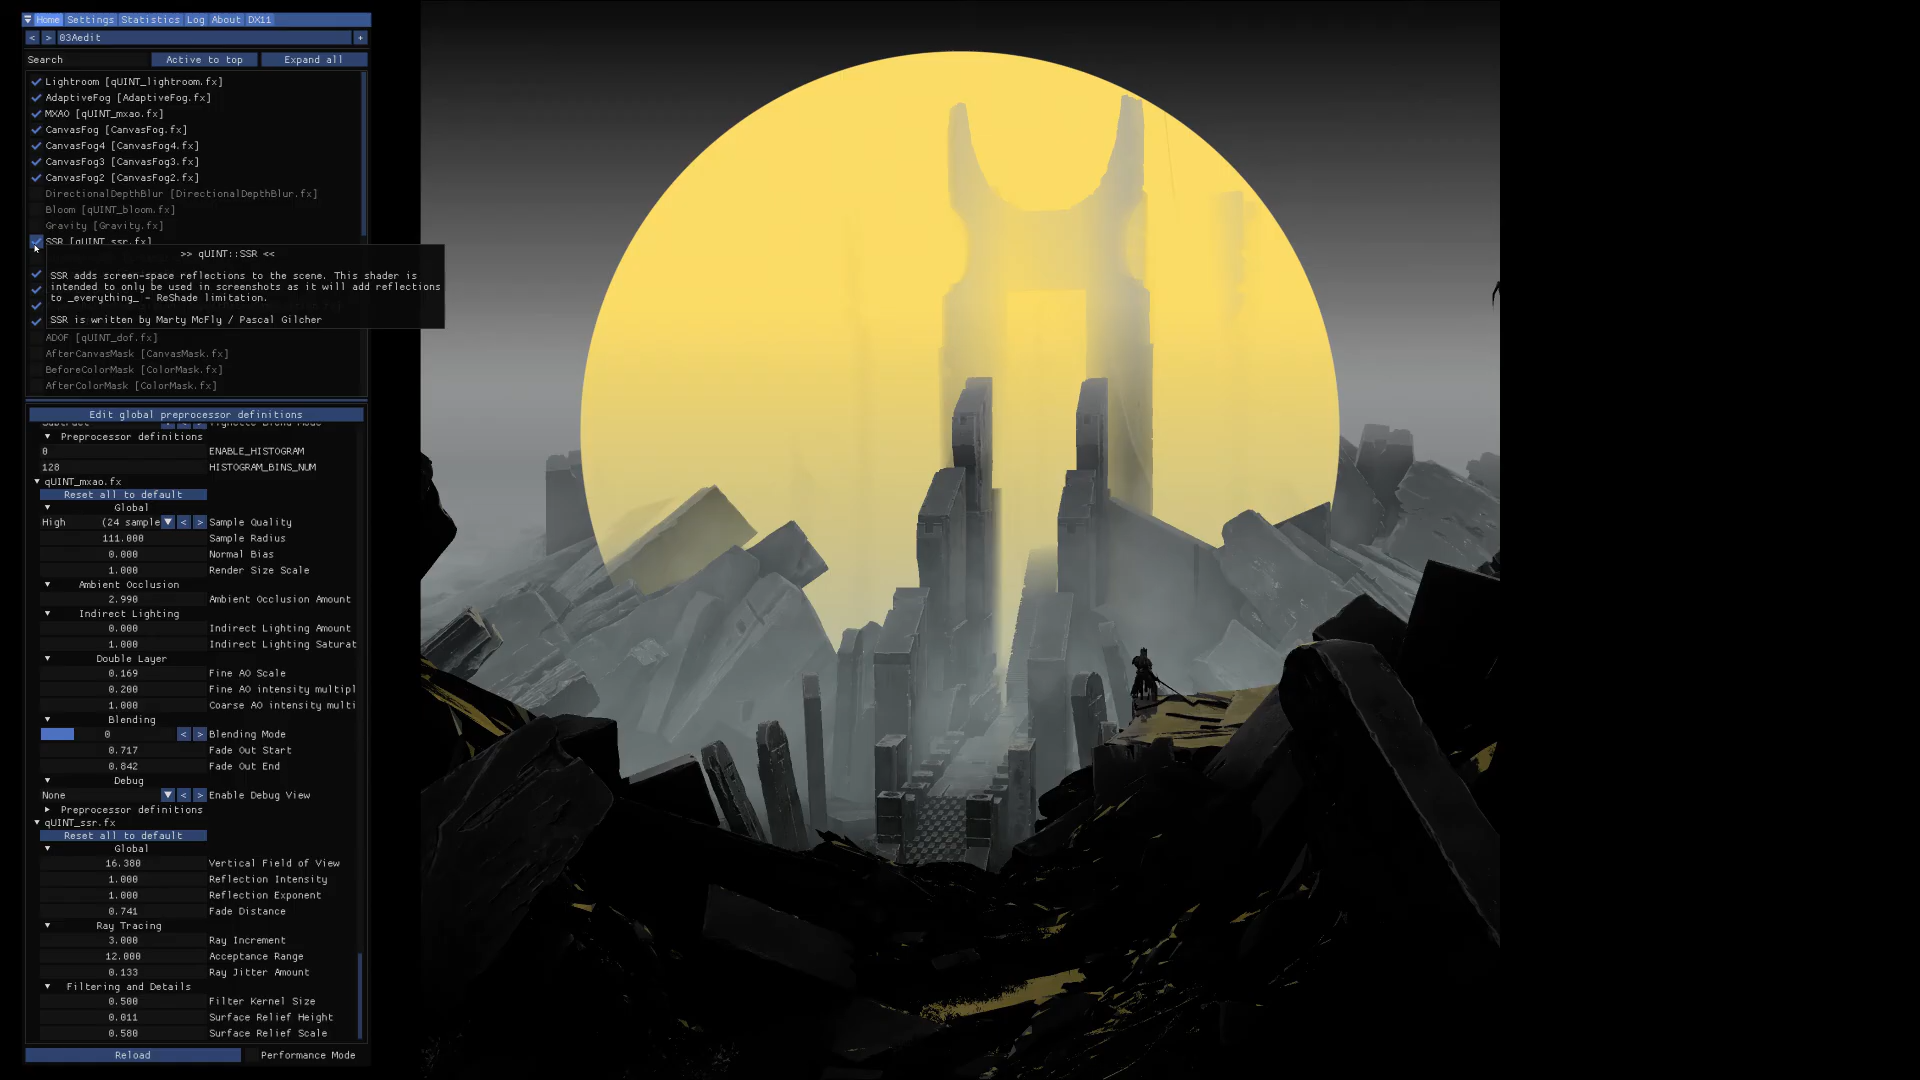 Home Settings Statistics Log About DX11
< > 03Aedit +
Search Active to top Expand all
Lightroom [qUINT_lightroom.fx]
AdaptiveFog [AdaptiveFog.fx]
MXAO [qUINT_mxao.fx]
CanvasFog [CanvasFog.fx]
CanvasFog4 [CanvasFog4.fx]
CanvasFog3 [CanvasFog3.fx]
CanvasFog2 [CanvasFog2.fx]
DirectionalDepthBlur [DirectionalDepthBlur.fx]
Bloom [qUINT_bloom.fx]
Gravity [Gravity.fx]
SSR [qUINT_ssr.fx]
>> qUINT::SSR <<
SSR adds screen-space reflections to the scene. This shader is
intended to only be used in screenshots as it will add reflections
to _everything_ - ReShade limitation.
SSR is written by Marty McFly / Pascal Gilcher
ADOF [qUINT_dof.fx]
AfterCanvasMask [CanvasMask.fx]
BeforeColorMask [ColorMask.fx]
AfterColorMask [ColorMask.fx]
Edit global preprocessor definitions
Subtract < > Vignette Blend Mode
Preprocessor definitions
0 ENABLE_HISTOGRAM
128 HISTOGRAM_BINS_NUM
qUINT_mxao.fx
Reset all to default
Global
High (24 sample < > Sample Quality
111.000 Sample Radius
0.000 Normal Bias
1.000 Render Size Scale
Ambient Occlusion
2.990 Ambient Occlusion Amount
Indirect Lighting
0.000 Indirect Lighting Amount
1.000 Indirect Lighting Saturat
Double Layer
0.169 Fine AO Scale
0.200 Fine AO intensity multipl
1.000 Coarse AO intensity multi
Blending
0 < > Blending Mode
0.717 Fade Out Start
0.842 Fade Out End
Debug
None < > Enable Debug View
Preprocessor definitions
qUINT_ssr.fx
Reset all to default
Global
16.380 Vertical Field of View
1.000 Reflection Intensity
1.000 Reflection Exponent
0.741 Fade Distance
Ray Tracing
3.000 Ray Increment
12.000 Acceptance Range
0.133 Ray Jitter Amount
Filtering and Details
0.500 Filter Kernel Size
0.011 Surface Relief Height
0.580 Surface Relief Scale
Reload Performance Mode